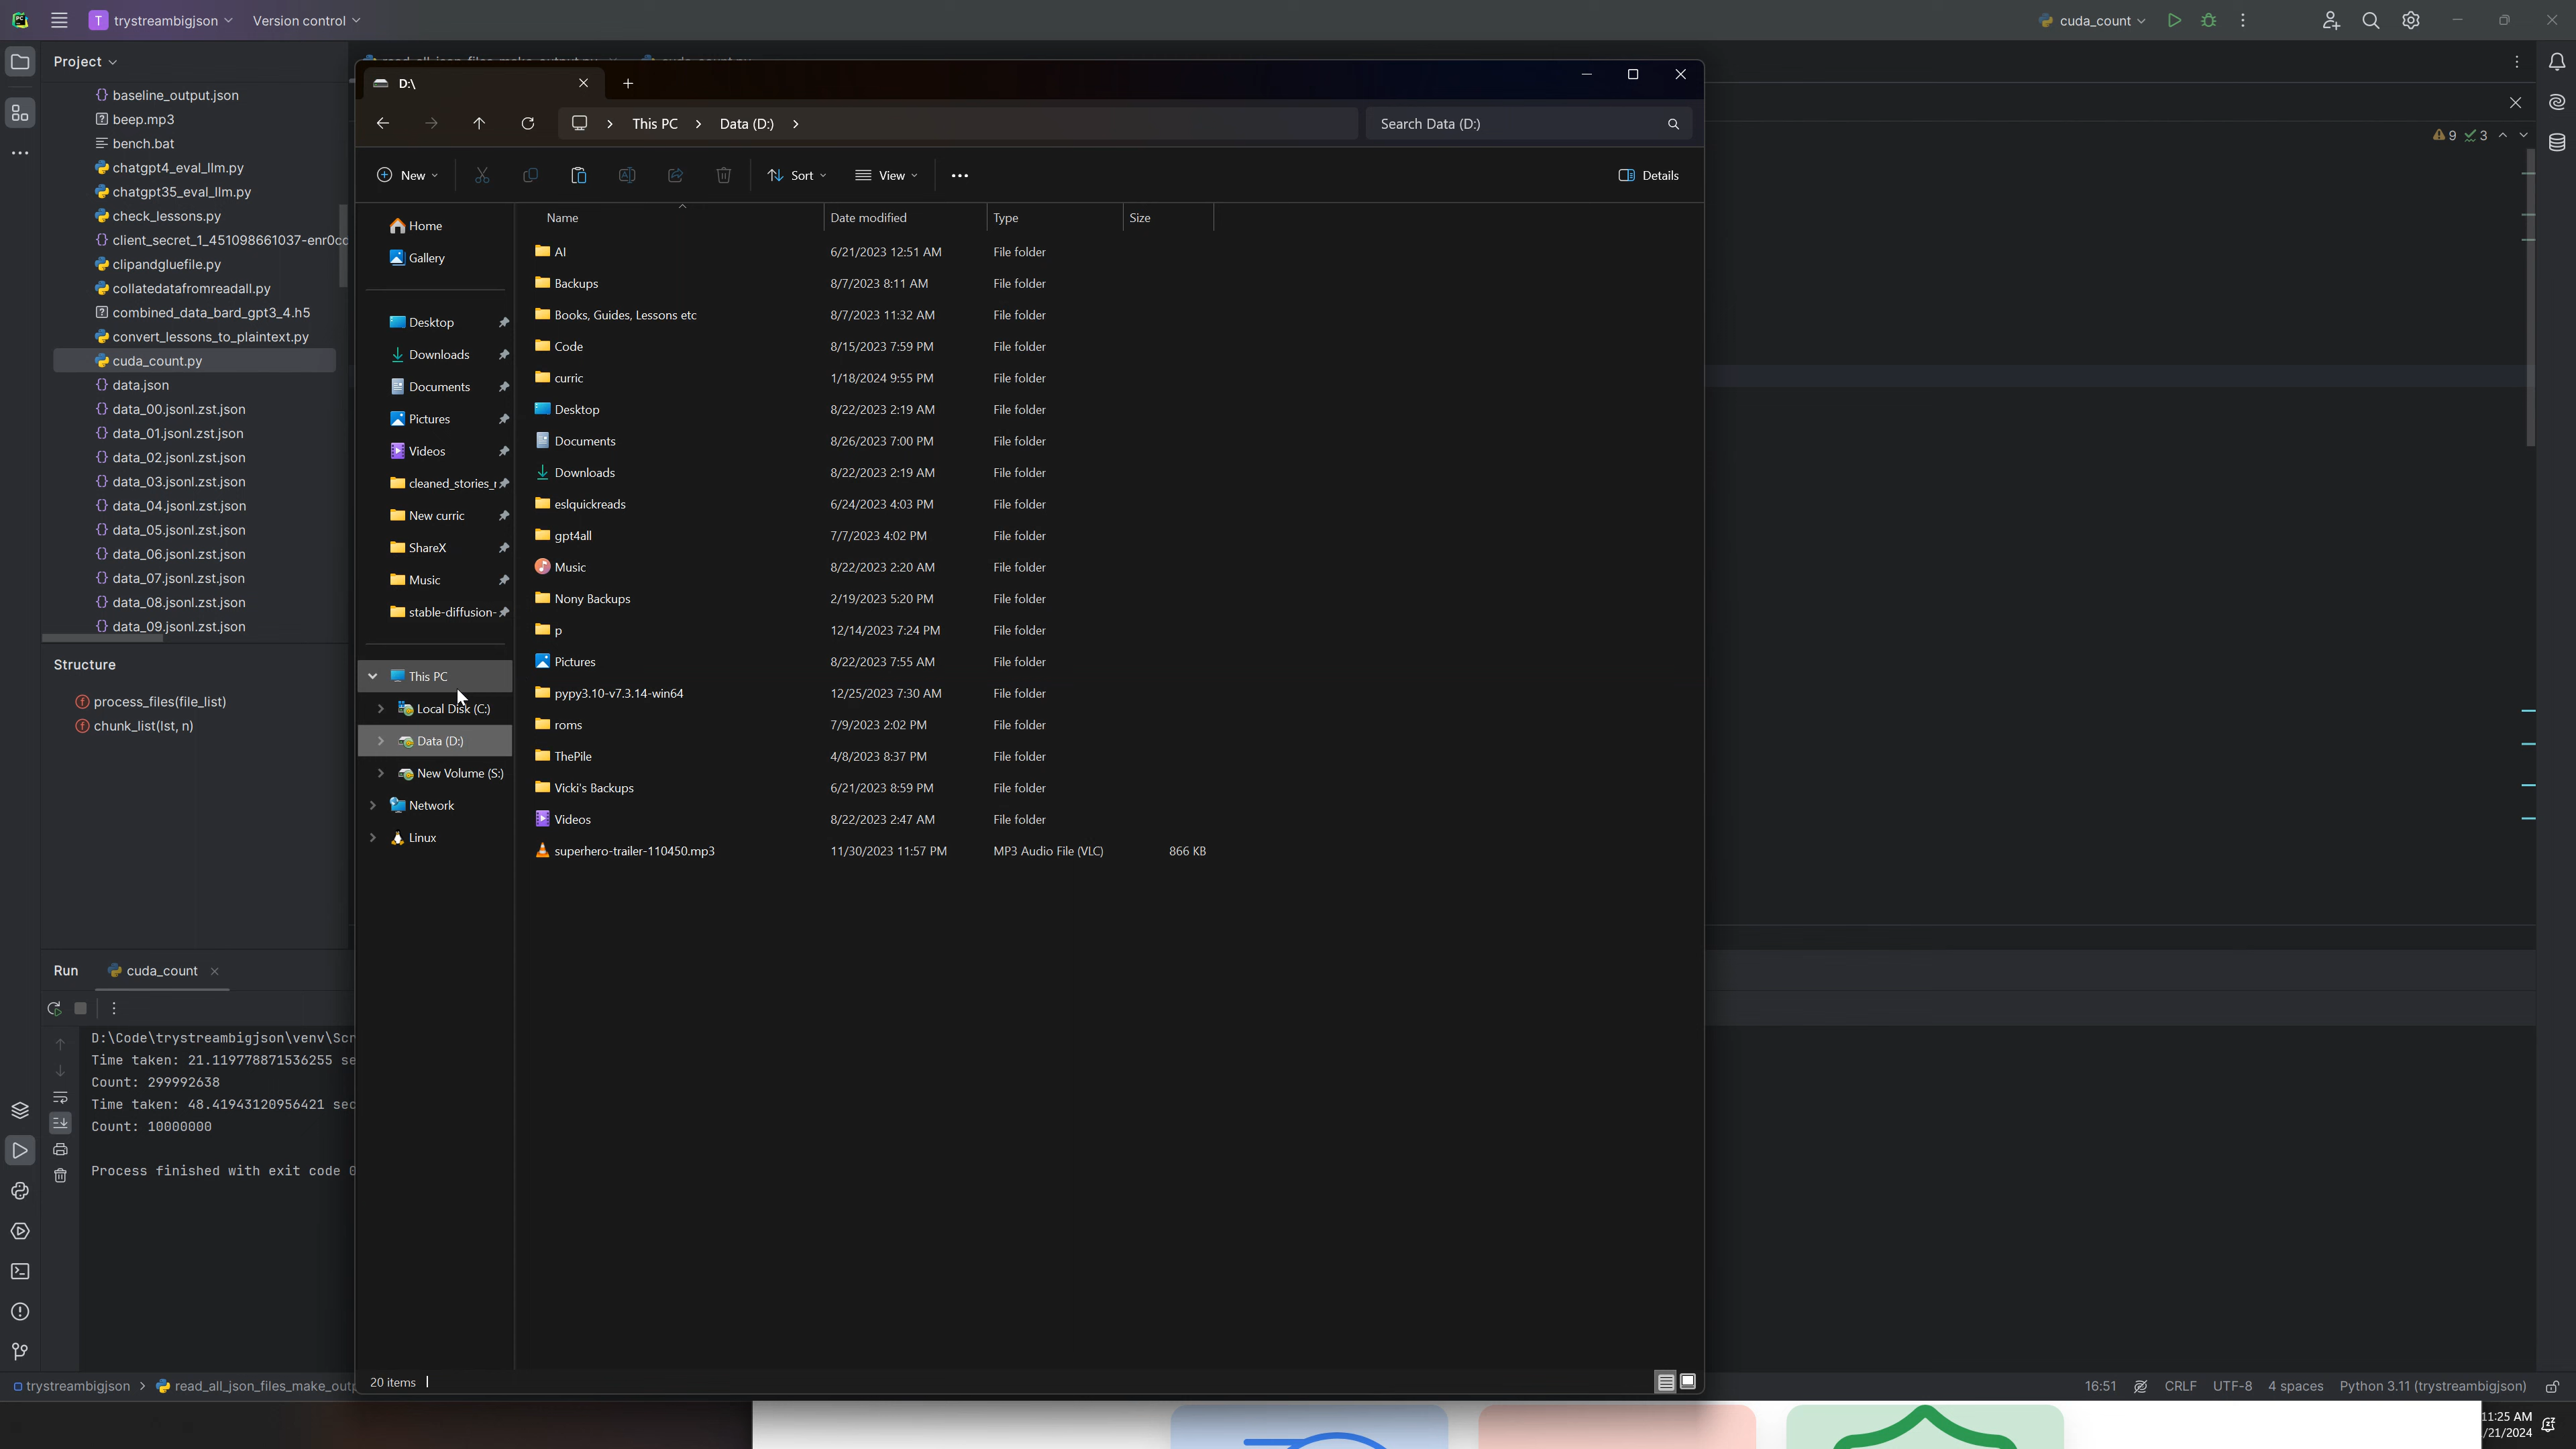 T trystreambigjson Version control
cuda_count
Project
baseline_output.json
beep.mp3
bench.bat
chatgpt4_eval_llm.py
chatgpt35_eval_llm.py
check_lessons.py
client_secret_1_451098661037-enr0cc
clipandgluefile.py
collatedatafromreadall.py
combined_data_bard_gpt3_4.h5
convert_lessons_to_plaintext.py
cuda_count.py
data.json
data_00.jsonl.zst.json
data_01.jsonl.zst.json
data_02.jsonl.zst.json
data_03.jsonl.zst.json
data_04.jsonl.zst.json
data_05.jsonl.zst.json
data_06.jsonl.zst.json
data_07.jsonl.zst.json
data_08.jsonl.zst.json
data_09.jsonl.zst.json
Structure
process_files(file_list)
chunk_list(lst, n)
Run cuda_count
D:\Code\trystreambigjson\venv\Scr
Time taken: 21.119778871536255 se
Count: 299992638
Time taken: 48.41943120956421 sec
Count: 10000000
Process finished with exit code 0
D:\
This PC Data (D:)
Search Data (D:)
New Sort View Details
Home
Gallery
Desktop
Downloads
Documents
Pictures
Videos
cleaned_stories_r
New curric
ShareX
Music
stable-diffusion-
This PC
Local Disk (C:)
Data (D:)
New Volume (S:)
Network
Linux
Name Date modified Type Size
AI 6/21/2023 12:51 AM File folder
Backups 8/7/2023 8:11 AM File folder
Books, Guides, Lessons etc 8/7/2023 11:32 AM File folder
Code 8/15/2023 7:59 PM File folder
curric 1/18/2024 9:55 PM File folder
Desktop 8/22/2023 2:19 AM File folder
Documents 8/26/2023 7:00 PM File folder
Downloads 8/22/2023 2:19 AM File folder
eslquickreads 6/24/2023 4:03 PM File folder
gpt4all 7/7/2023 4:02 PM File folder
Music 8/22/2023 2:20 AM File folder
Nony Backups 2/19/2023 5:20 PM File folder
p 12/14/2023 7:24 PM File folder
Pictures 8/22/2023 7:55 AM File folder
pypy3.10-v7.3.14-win64 12/25/2023 7:30 AM File folder
roms 7/9/2023 2:02 PM File folder
ThePile 4/8/2023 8:37 PM File folder
Vicki's Backups 6/21/2023 8:59 PM File folder
Videos 8/22/2023 2:47 AM File folder
superhero-trailer-110450.mp3 11/30/2023 11:57 PM MP3 Audio File (VLC) 866 KB
20 items
9 3
trystreambigjson read_all_json_files_make_outp
16:51 CRLF UTF-8 4 spaces Python 3.11 (trystreambigjson)
11:25 AM
/21/2024